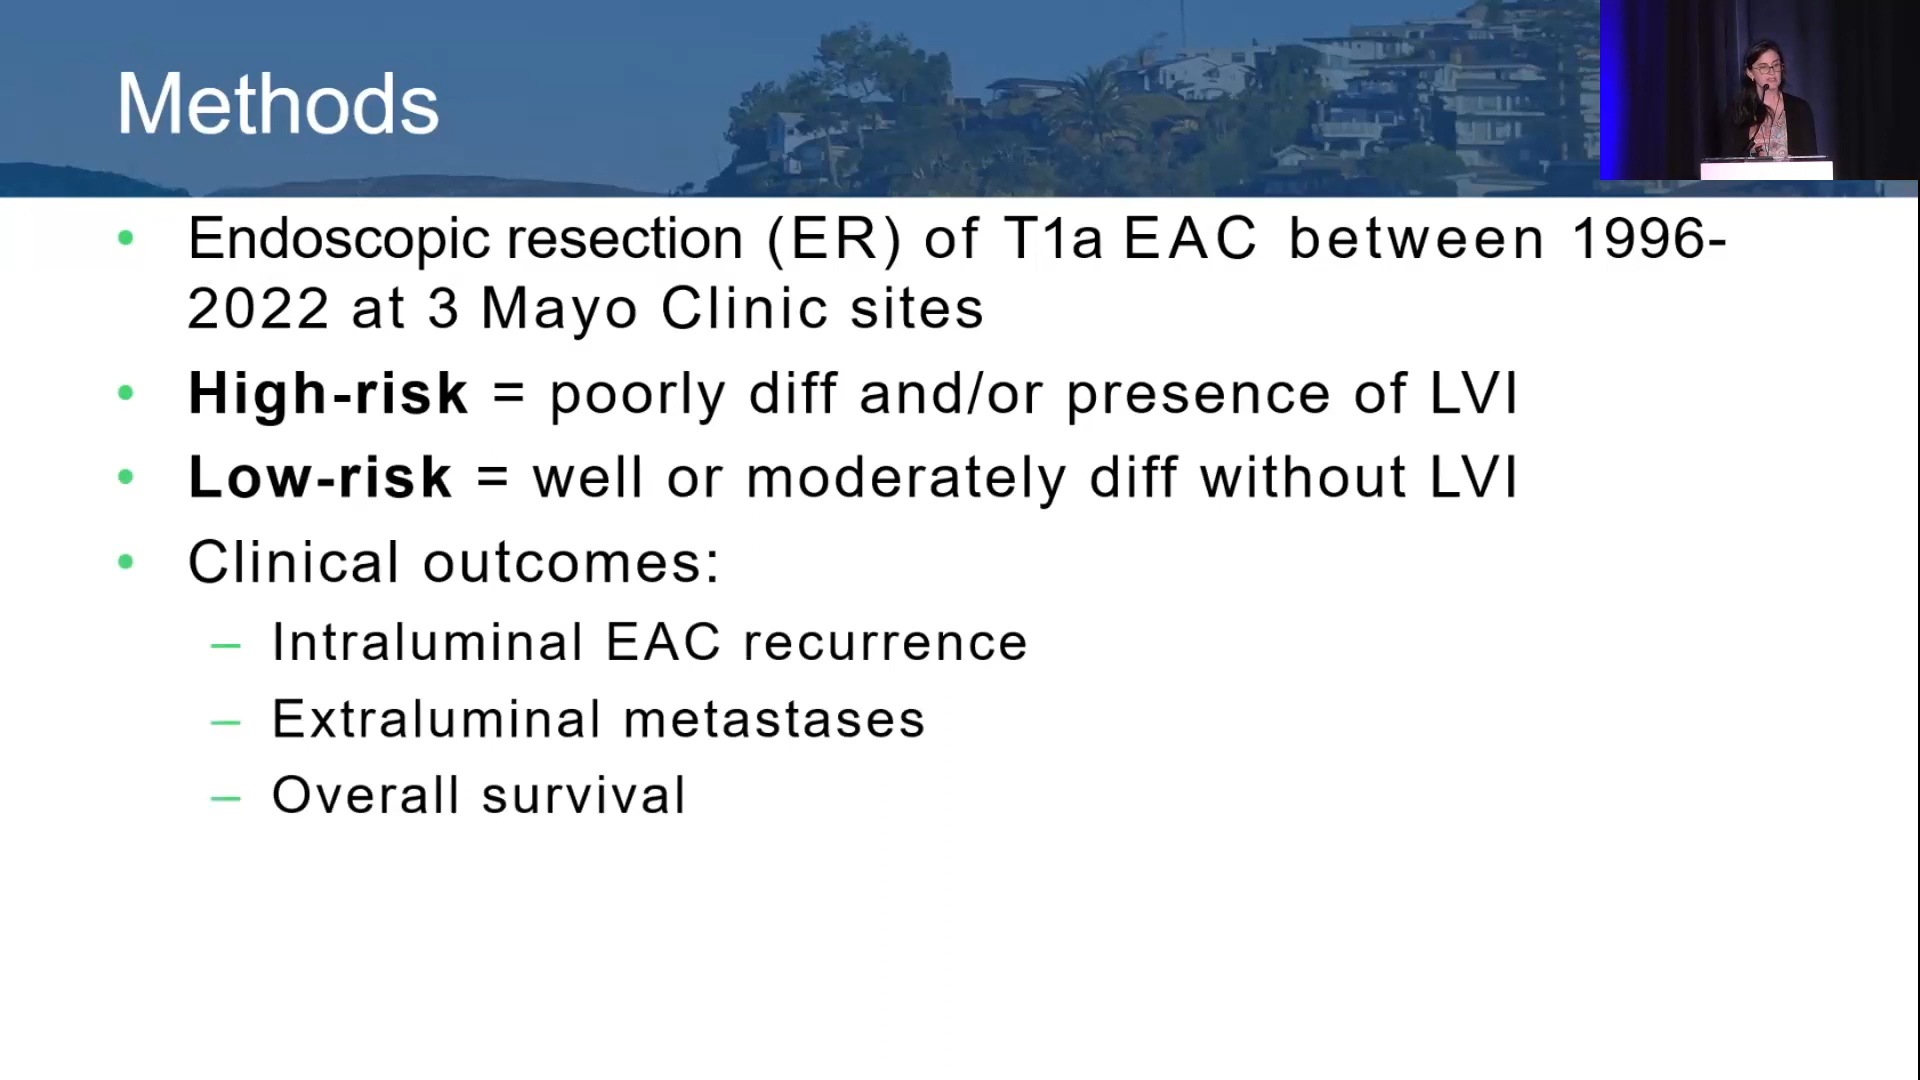 Methods
• Endoscopic resection (ER) of T1a EAC between 1996-
2022 at 3 Mayo Clinic sites
• High-risk = poorly diff and/or presence of LVI
• Low-risk = well or moderately diff without LVI
• Clinical outcomes:
– Intraluminal EAC recurrence
– Extraluminal metastases
– Overall survival